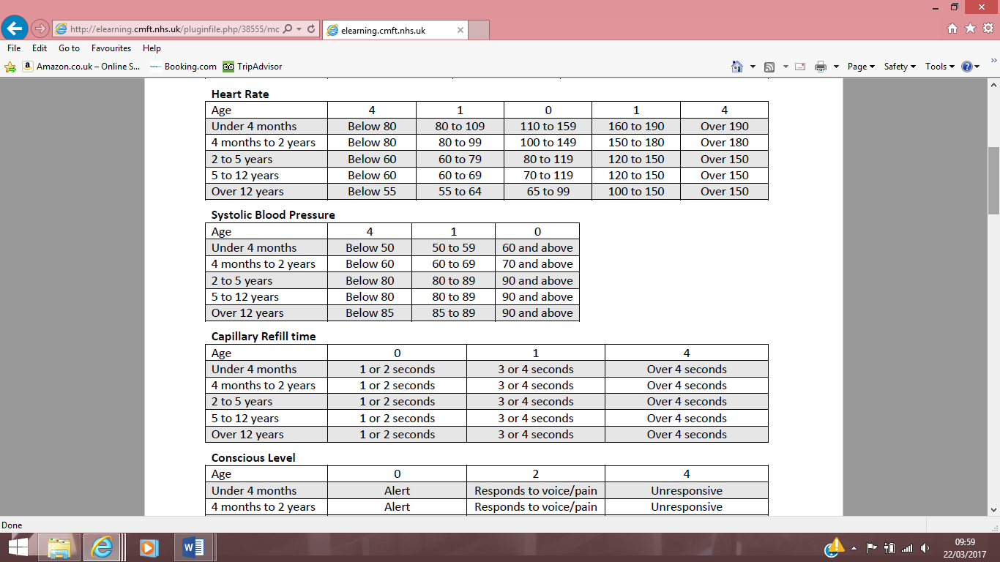 http://elearning.cmft.nhs.uk/pluginfile.php/38555/mc
elearning.cmft.nhs.uk
File Edit Go to Favourites Help
Amazon.co.uk – Online S... Booking.com TripAdvisor Page Safety Tools
Heart Rate
Age 4 1 0 1 4
Under 4 months Below 80 80 to 109 110 to 159 160 to 190 Over 190
4 months to 2 years Below 80 80 to 99 100 to 149 150 to 180 Over 180
2 to 5 years Below 60 60 to 79 80 to 119 120 to 150 Over 150
5 to 12 years Below 60 60 to 69 70 to 119 120 to 150 Over 150
Over 12 years Below 55 55 to 64 65 to 99 100 to 150 Over 150
Systolic Blood Pressure
Age 4 1 0
Under 4 months Below 50 50 to 59 60 and above
4 months to 2 years Below 60 60 to 69 70 and above
2 to 5 years Below 80 80 to 89 90 and above
5 to 12 years Below 80 80 to 89 90 and above
Over 12 years Below 85 85 to 89 90 and above
Capillary Refill time
Age 0 1 4
Under 4 months 1 or 2 seconds 3 or 4 seconds Over 4 seconds
4 months to 2 years 1 or 2 seconds 3 or 4 seconds Over 4 seconds
2 to 5 years 1 or 2 seconds 3 or 4 seconds Over 4 seconds
5 to 12 years 1 or 2 seconds 3 or 4 seconds Over 4 seconds
Over 12 years 1 or 2 seconds 3 or 4 seconds Over 4 seconds
Conscious Level
Age 0 2 4
Under 4 months Alert Responds to voice/pain Unresponsive
4 months to 2 years Alert Responds to voice/pain Unresponsive
Done
09:59
22/03/2017